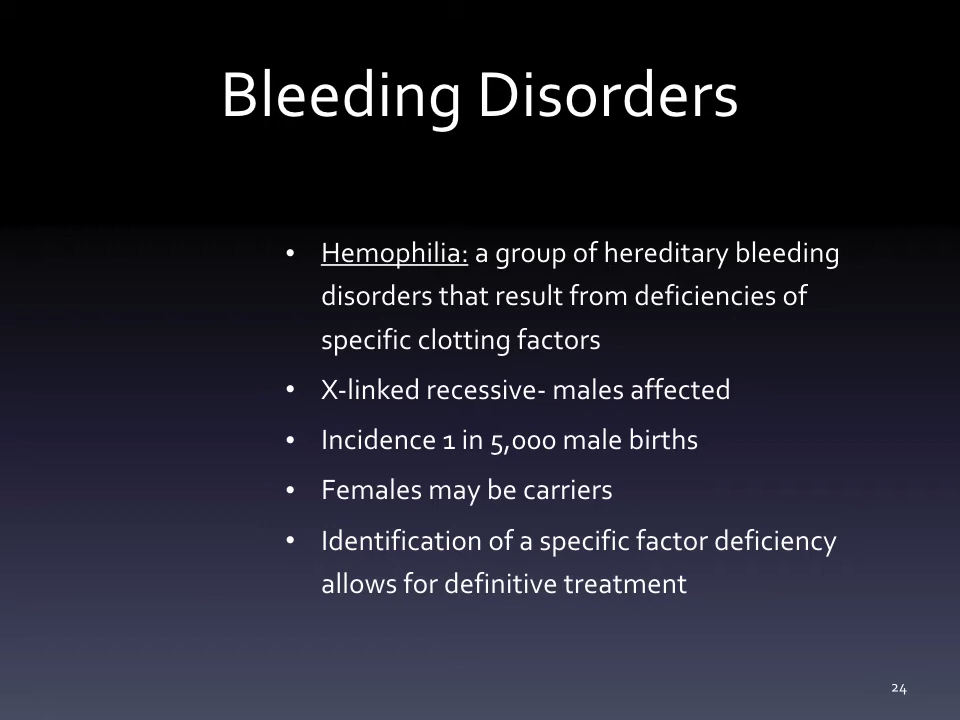 Bleeding Disorders
• Hemophilia: a group of hereditary bleeding
disorders that result from deficiencies of
specific clotting factors
• X-linked recessive- males affected
• Incidence 1 in 5,000 male births
• Females may be carriers
• Identification of a specific factor deficiency
allows for definitive treatment
24